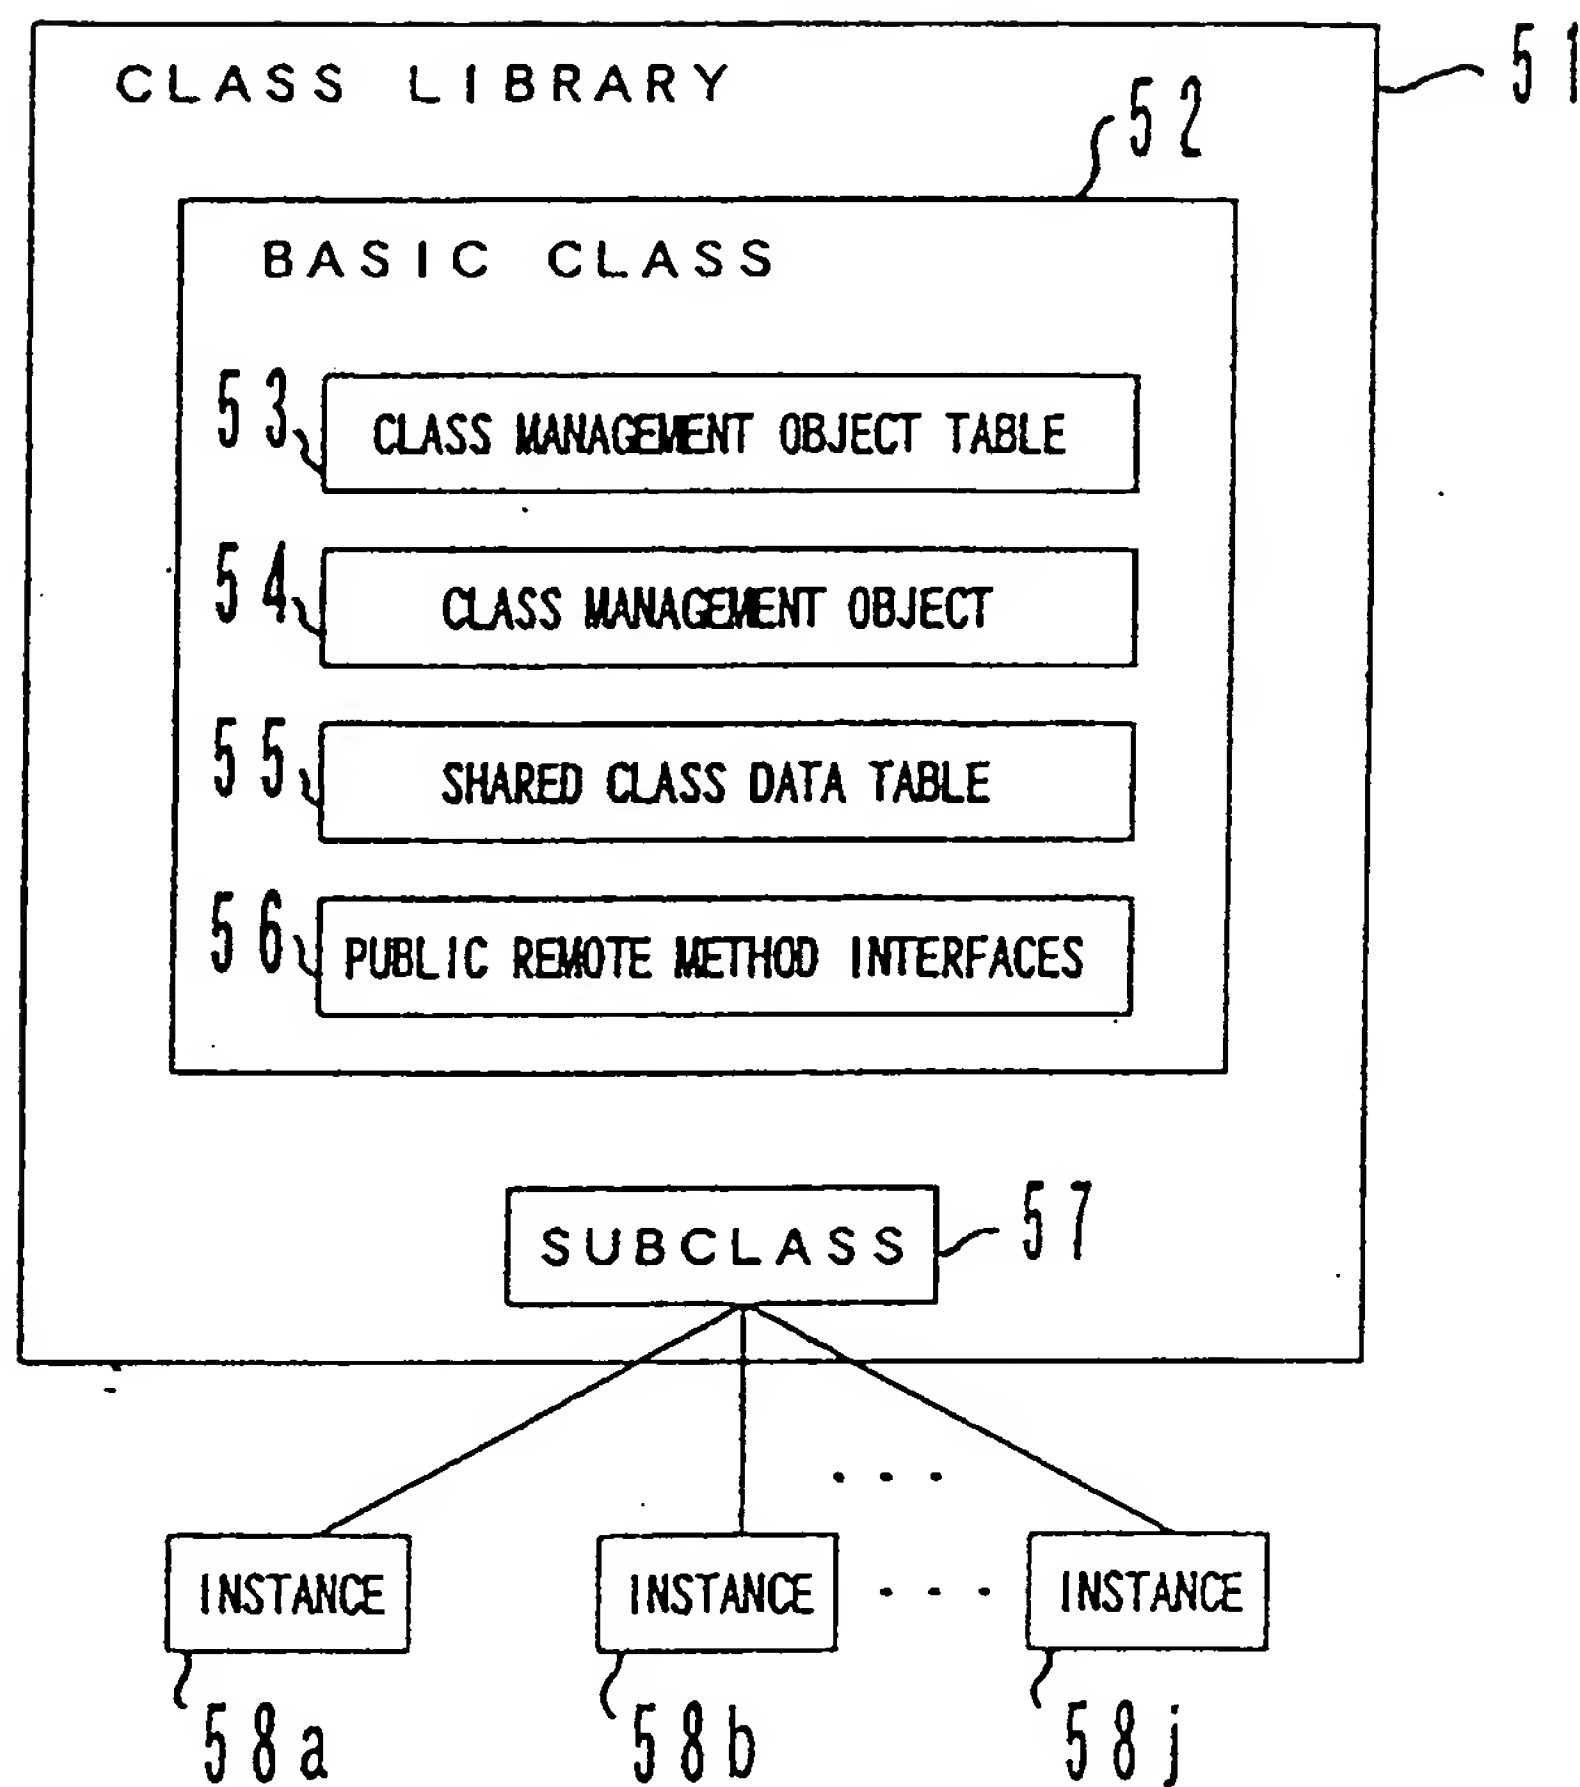 CLASS LIBRARY
51
52
BASIC CLASS
53
CLASS MANAGEMENT OBJECT TABLE
54
CLASS MANAGEMENT OBJECT
55
SHARED CLASS DATA TABLE
56
PUBLIC REMOTE METHOD INTERFACES
SUBCLASS
57
. . .
INSTANCE
INSTANCE
. . .
INSTANCE
58a
58b
58j